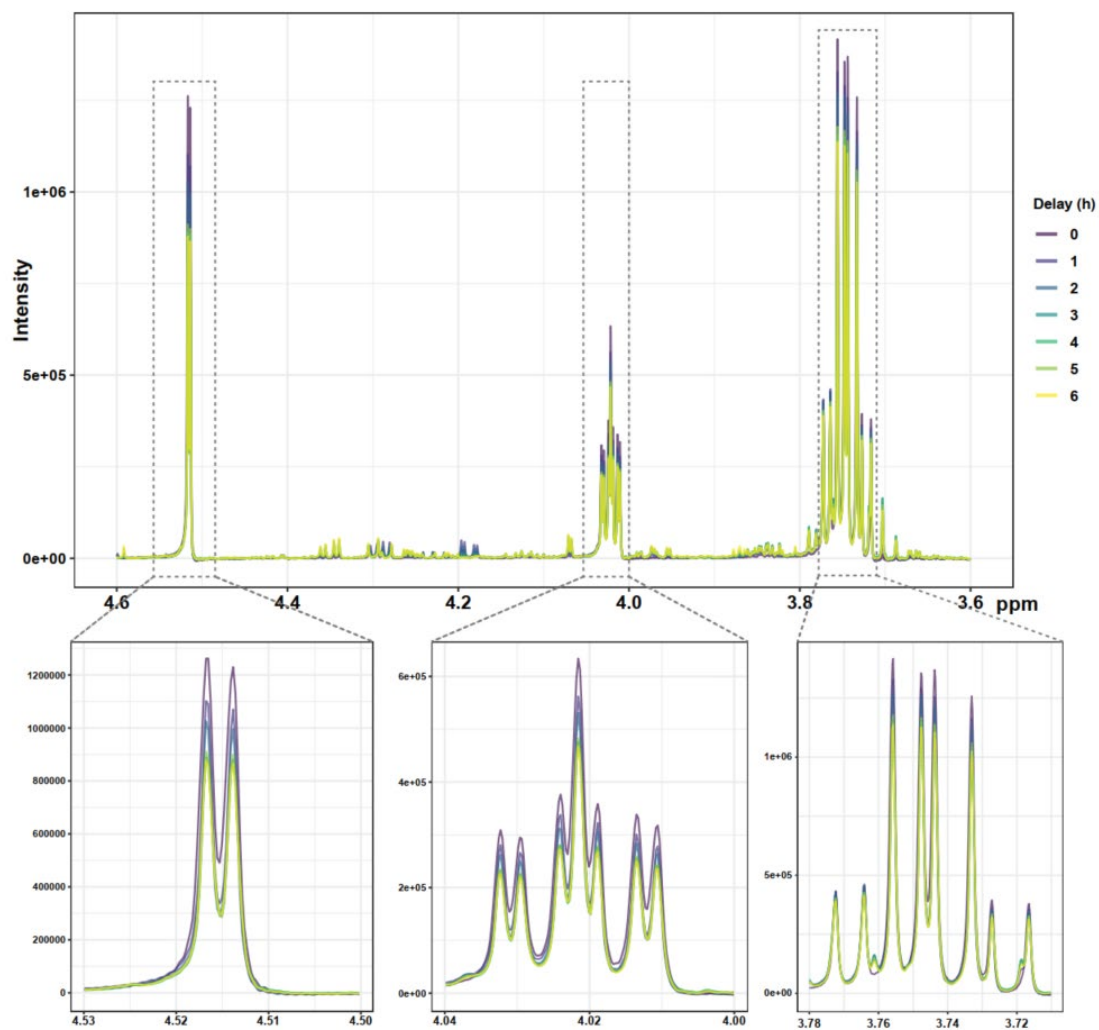 1e+06
5e+05
0e+00
Intensity
4.6 4.4 4.2 4.0 3.8 3.6
ppm
Delay (h)
0
1
2
3
4
5
6
1200000
1000000
800000
600000
400000
200000
0
4.53 4.52 4.51 4.50
6e+05
4e+05
2e+05
0e+00
4.04 4.02 4.00
1e+06
5e+05
0e+00
3.78 3.76 3.74 3.72